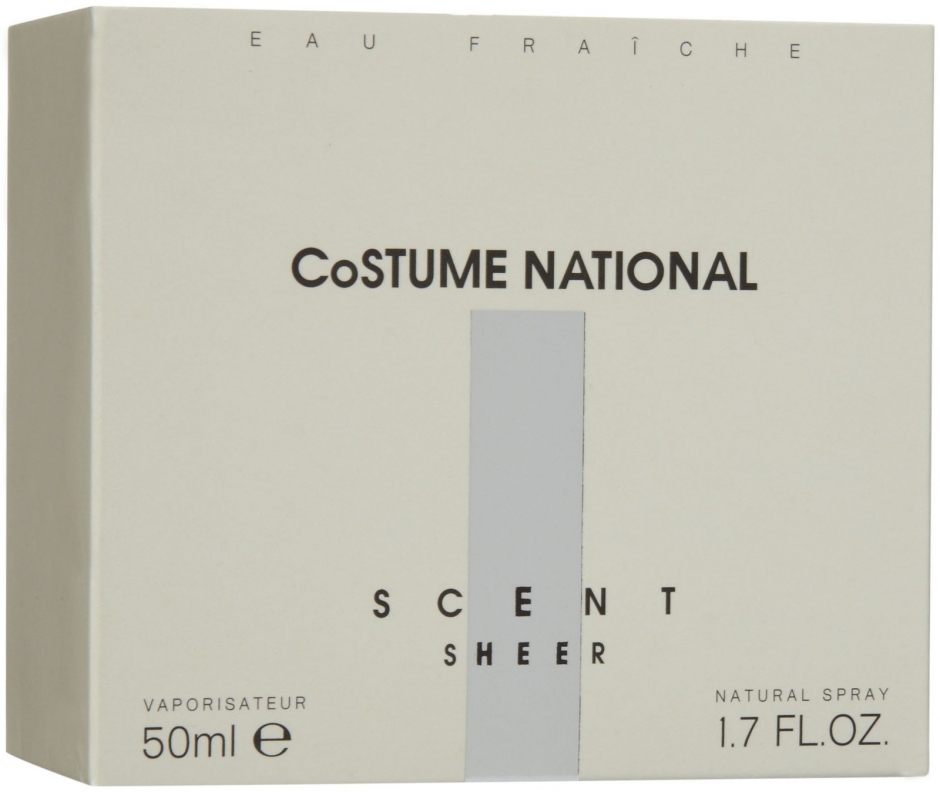 EAU FRAÎCHE
CoSTUME NATIONAL
SCENT
SHEER
VAPORISATEUR
50ml ℮
NATURAL SPRAY
1.7 FL.OZ.